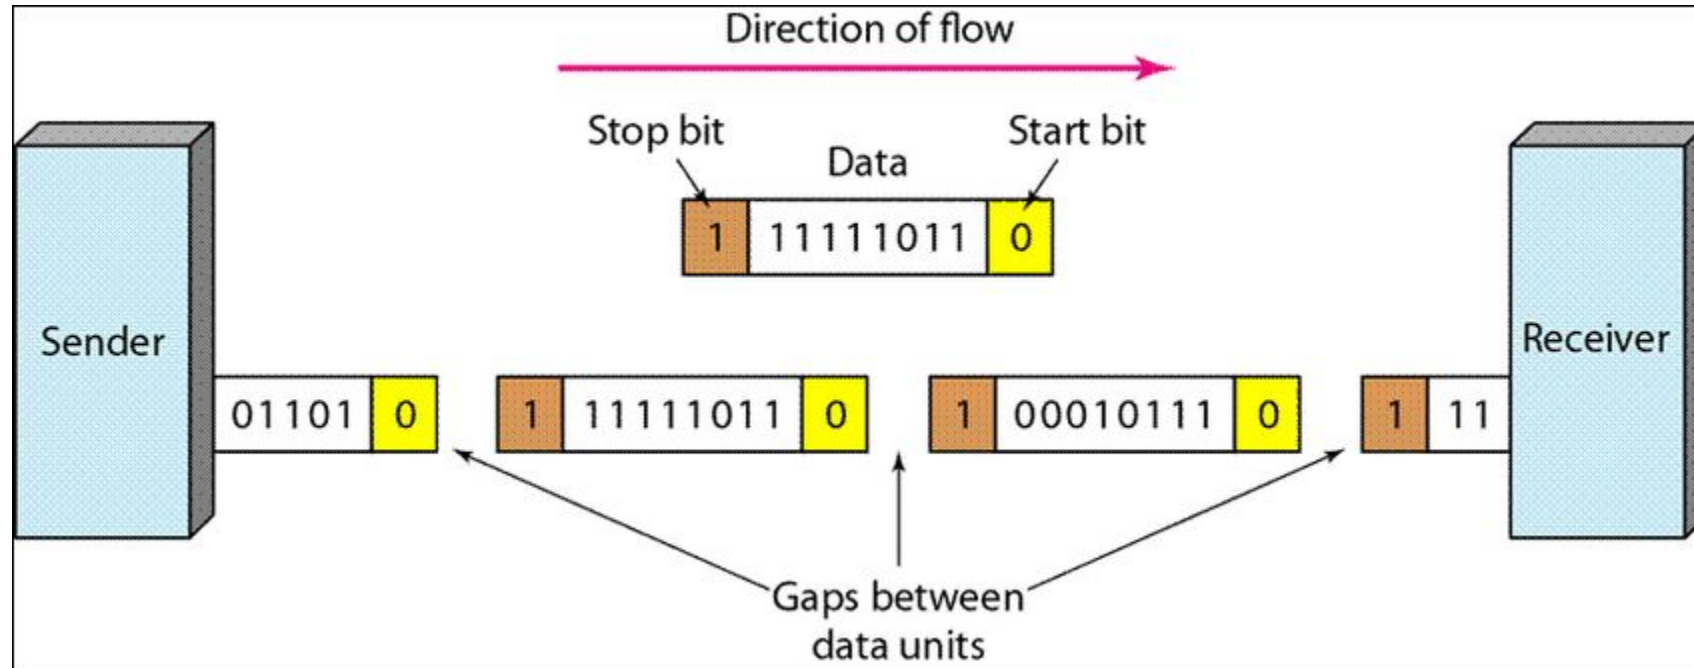 Direction of flow
Stop bit
Start bit
Data
1 11111011 0
Sender
Receiver
01101 0 1 11111011 0 1 00010111 0 1 11
Gaps between
data units